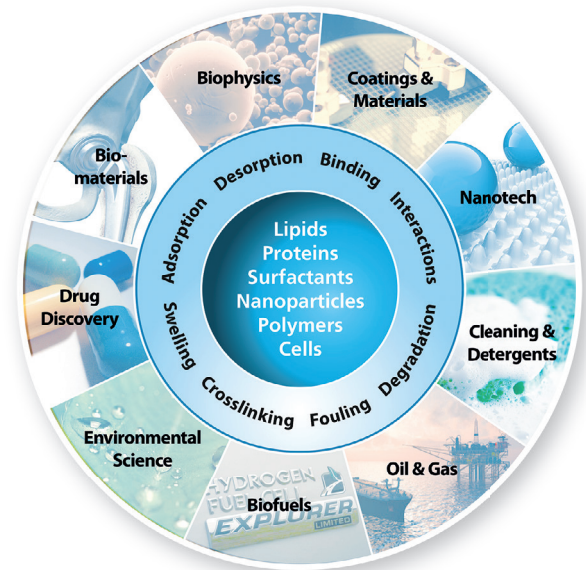 Biophysics
Coatings &
Materials
Nanotech
Cleaning &
Detergents
Oil & Gas
Biofuels
HYDROGEN
FUEL CELL
EXPLORER
LIMITED
Environmental
Science
Drug
Discovery
Bio-
materials
Adsorption
Desorption
Binding
Interactions
Degradation
Fouling
Crosslinking
Swelling
Lipids
Proteins
Surfactants
Nanoparticles
Polymers
Cells